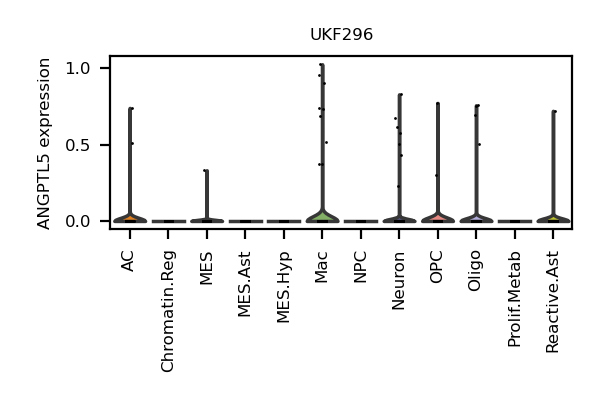 UKF296
ANGPTL5 expression
1.0
0.5
0.0
AC
Chromatin.Reg
MES
MES.Ast
MES.Hyp
Mac
NPC
Neuron
OPC
Oligo
Prolif.Metab
Reactive.Ast